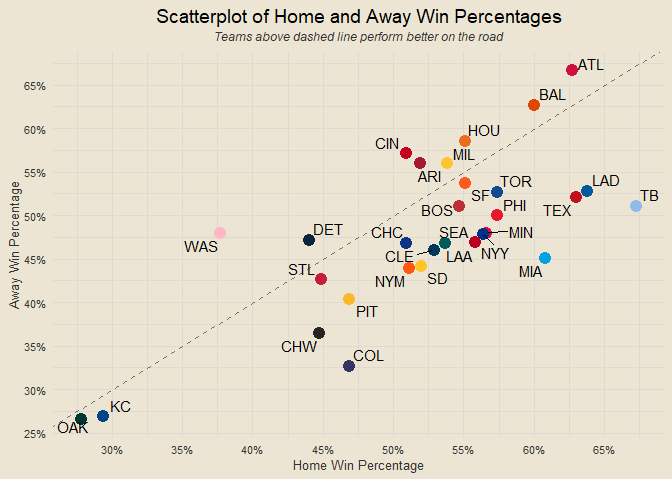 Scatterplot of Home and Away Win Percentages
Teams above dashed line perform better on the road
Away Win Percentage
65%
60%
55%
50%
45%
40%
35%
30%
25%
ATL
BAL
HOU
CIN
MIL
ARI
SF
TOR
LAD
TB
BOS
PHI
TEX
WAS
DET
CHC
SEA
MIN
CLE
LAA
NYY
MIA
STL
NYM
SD
PIT
CHW
COL
KC
OAK
30%
35%
40%
45%
50%
55%
60%
65%
Home Win Percentage